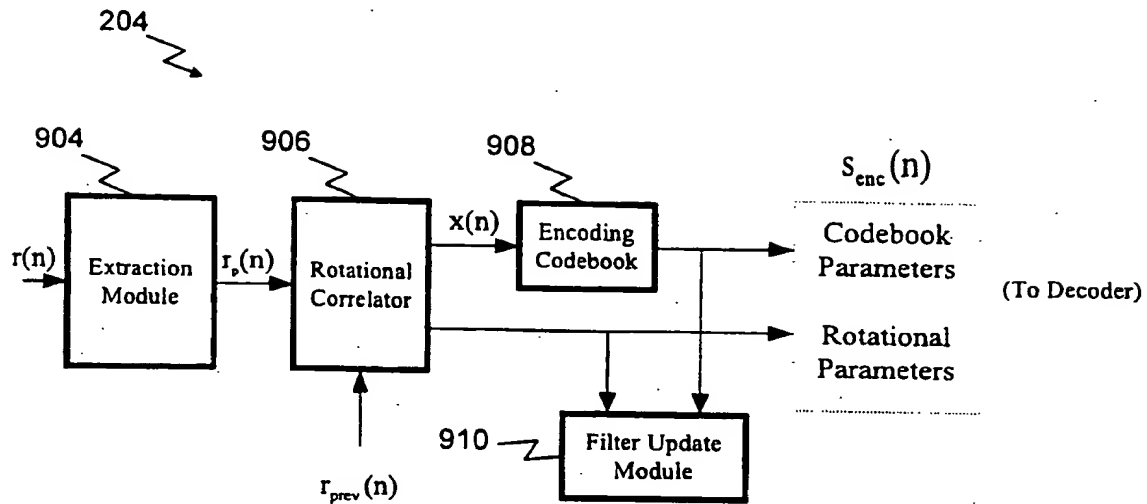 204
904
906
908
s_enc(n)
r(n)
Extraction
Module
r_p(n)
Rotational
Correlator
x(n)
Encoding
Codebook
Codebook
Parameters
(To Decoder)
Rotational
Parameters
910
Filter Update
Module
r_prev(n)